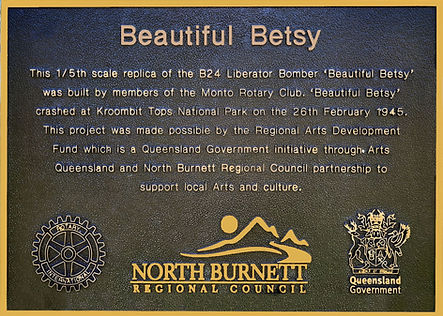 Beautiful Betsy
This 1/5th scale replica of the B24 Liberator Bomber 'Beautiful Betsy'
was built by members of the Monto Rotary Club. 'Beautiful Betsy'
crashed at Kroombit Tops National Park on the 26th February 1945.
This project was made possible by the Regional Arts Development
Fund which is a Queensland Government initiative through Arts
Queensland and North Burnett Regional Council partnership to
support local Arts and culture.
ROTARY
INTERNATIONAL
NORTH BURNETT
REGIONAL COUNCIL
Queensland
Government